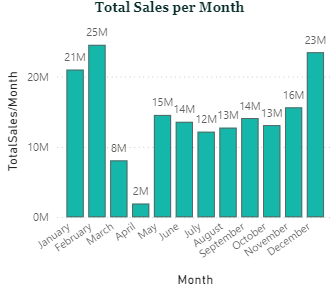 Total Sales per Month
TotalSales/Month
20M
10M
0M
21M
25M
8M
2M
15M
14M
12M
13M
14M
13M
16M
23M
January
February
March
April
May
June
July
August
September
October
November
December
Month